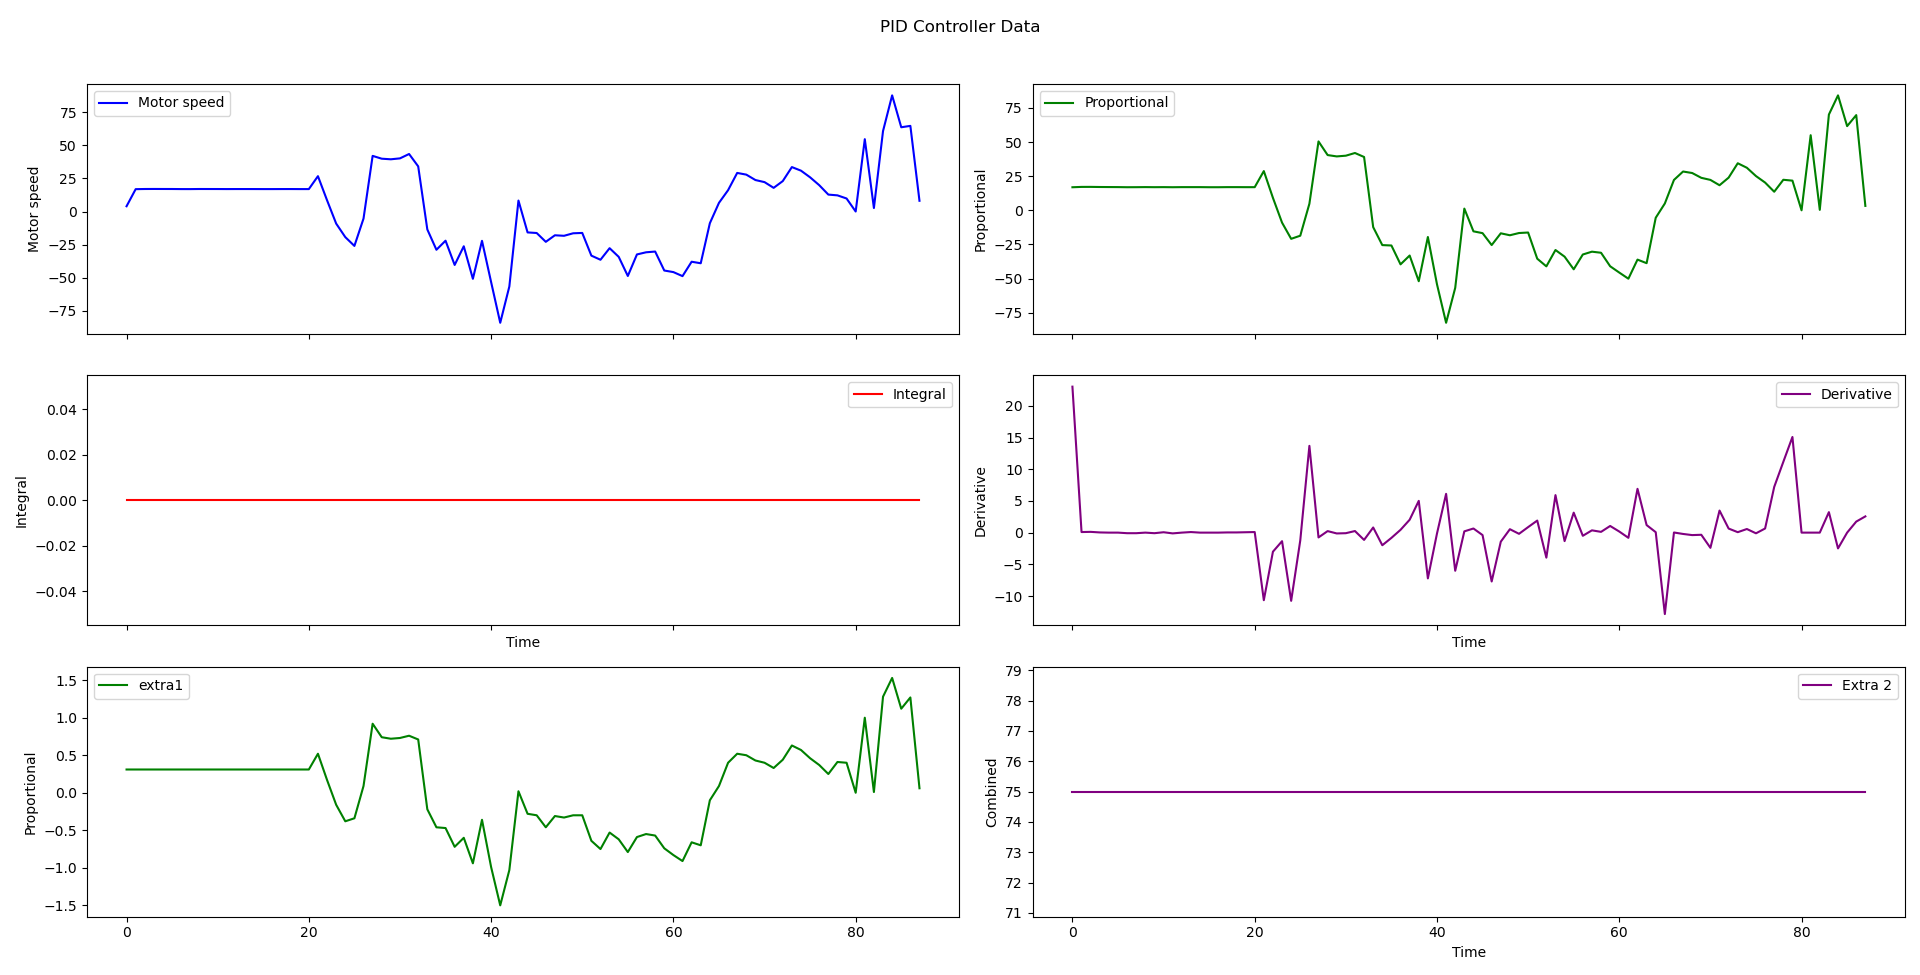 PID Controller Data
Motor speed
Motor speed
75
50
25
0
−25
−50
−75
Proportional
Proportional
75
50
25
0
−25
−50
−75
Integral
Integral
0.04
0.02
0.00
−0.02
−0.04
Time
Derivative
Derivative
20
15
10
5
0
−5
−10
Time
extra1
Proportional
1.5
1.0
0.5
0.0
−0.5
−1.0
−1.5
0 20 40 60 80
Extra 2
Combined
79
78
77
76
75
74
73
72
71
0 20 40 60 80
Time